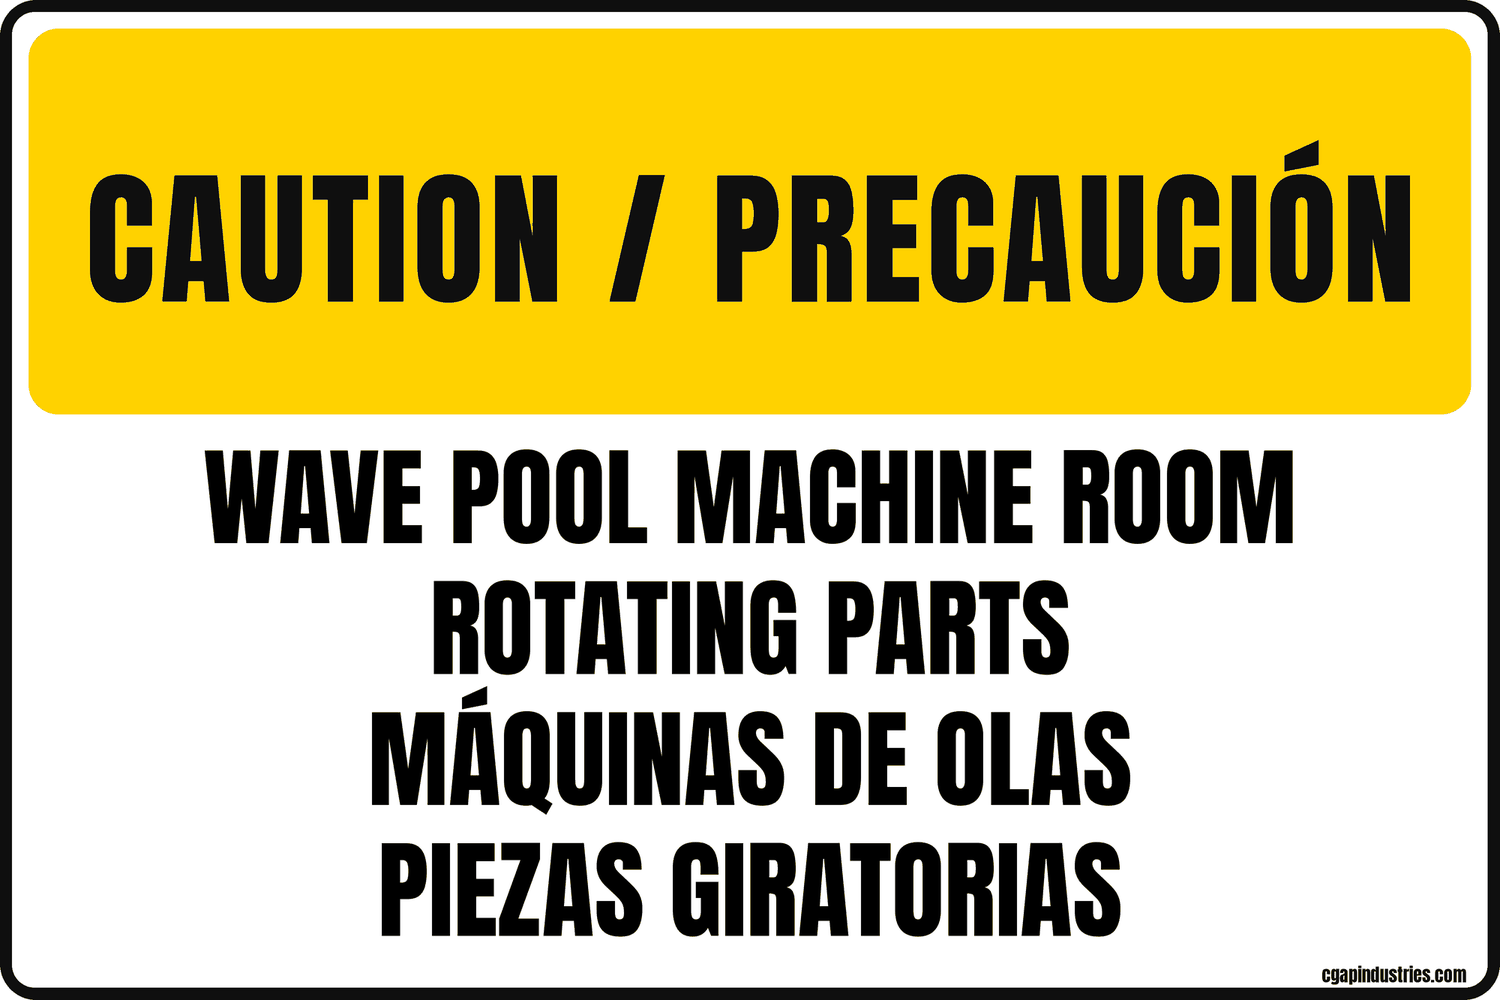 CAUTION / PRECAUCIÓN
WAVE POOL MACHINE ROOM
ROTATING PARTS
MÁQUINAS DE OLAS
PIEZAS GIRATORIAS
cgapindustries.com